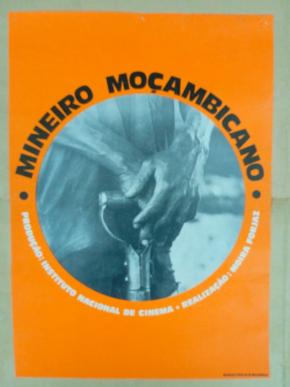 • MINEIRO MOÇAMBICANO •
PRODUÇÃO: INSTITUTO NACIONAL DE CINEMA • REALIZAÇÃO: MOIRA FORJAZ